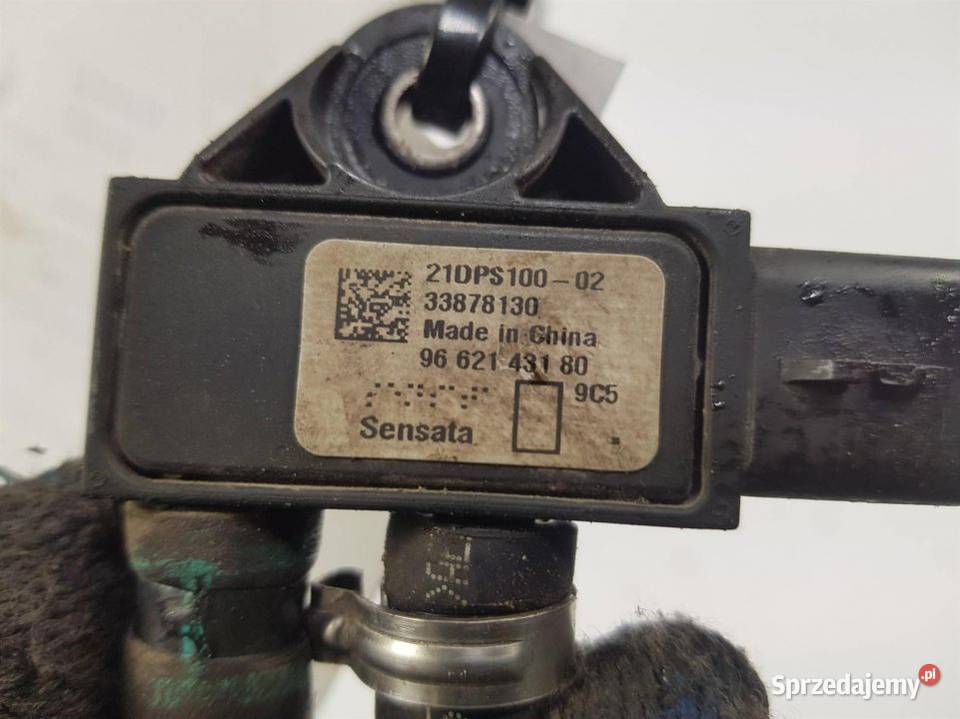 21DPS100-02
33878130
Made in China
96 621 431 80
9C5
Sensata
Sprzedajemy.pl